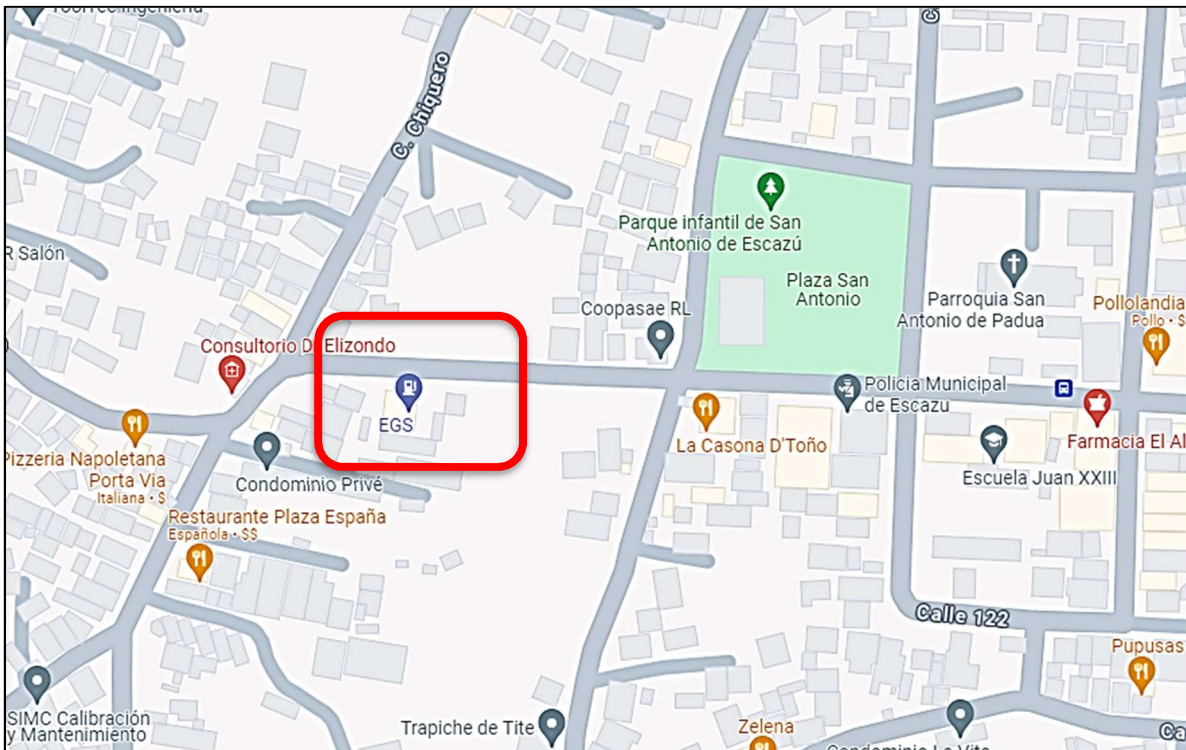 C. Chiquero
Parque infantil de San
Antonio de Escazú
R Salón
Plaza San
Antonio
Parroquia San
Antonio de Padua
Pollolandia
Pollo · $
Coopasae RL
Consultorio D Elizondo
EGS
Policia Municipal
de Escazu
La Casona D'Toño
Farmacia El Al
Pizzeria Napoletana
Porta Via
Italiana · $
Condominio Privé
Escuela Juan XXIII
Restaurante Plaza España
Española · $$
Calle 122
Pupusas
SIMC Calibración
y Mantenimiento
Trapiche de Tite
Zelena
Ca